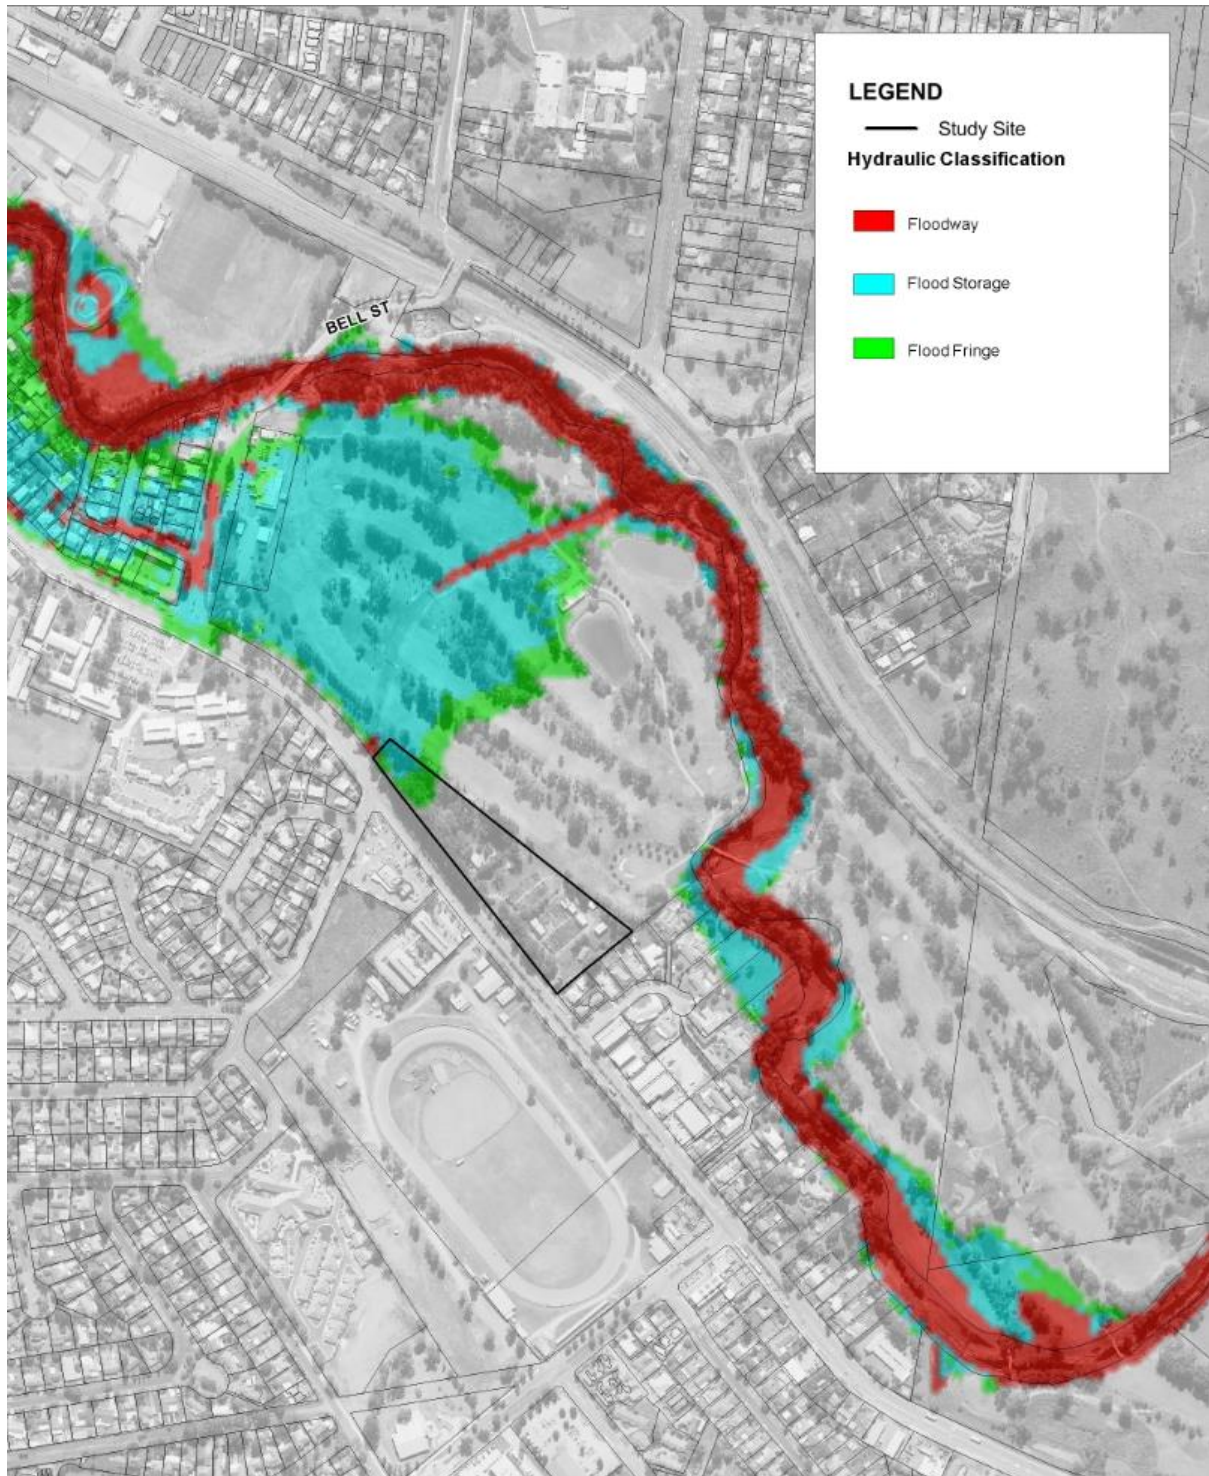 LEGEND
Study Site
Hydraulic Classification
Floodway
Flood Storage
Flood Fringe
BELL ST